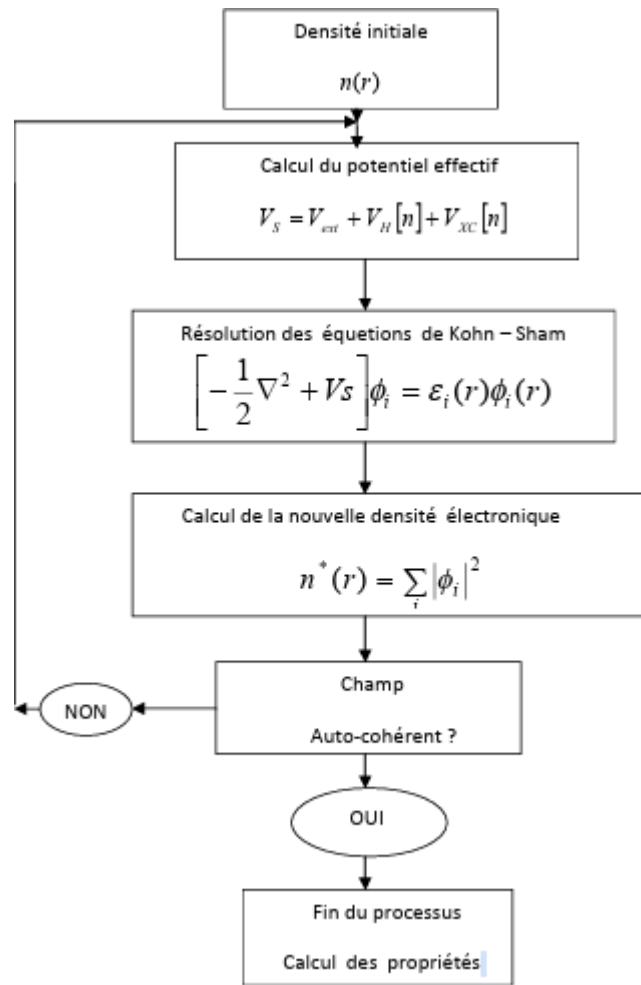 Densité initiale
n(r)
Calcul du potentiel effectif
V_S = V_ext + V_H[n] + V_XC[n]
Résolution des équetions de Kohn – Sham
[-1/2 ∇² + Vs]ϕ_i = ε_i(r)ϕ_i(r)
Calcul de la nouvelle densité électronique
n*(r) = ∑_i |ϕ_i|²
Champ
Auto-cohérent ?
NON
OUI
Fin du processus
Calcul des propriétés